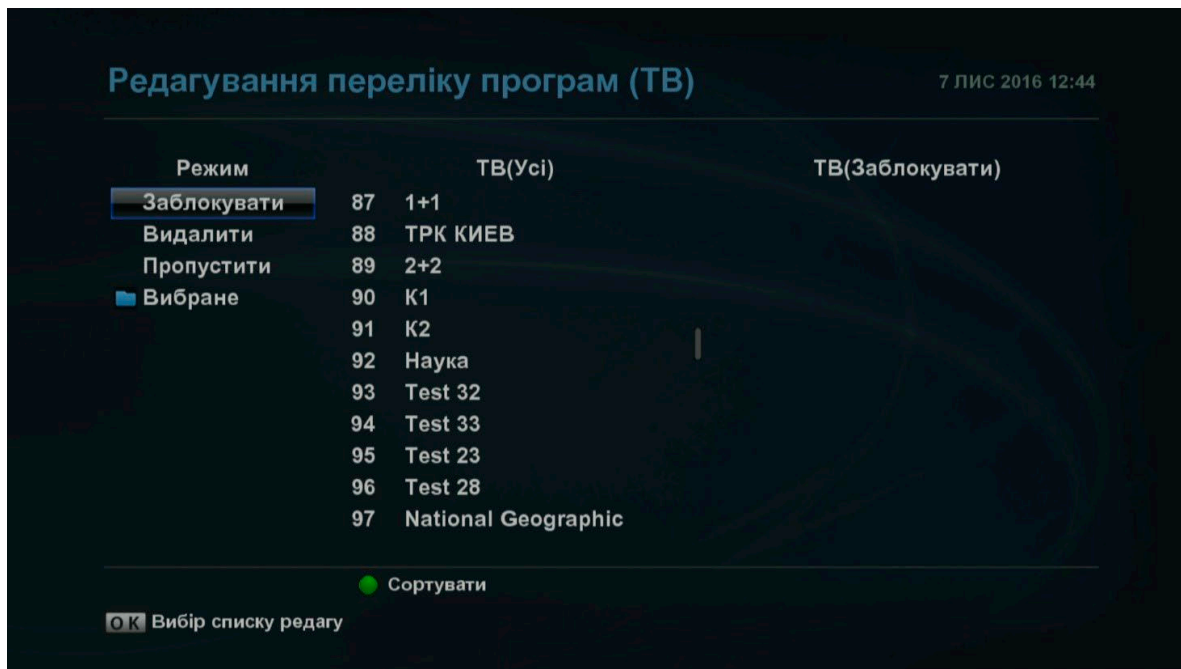 Редагування переліку програм (ТВ)
7 ЛИС 2016 12:44
Режим
ТВ(Усі)
ТВ(Заблокувати)
Заблокувати
Видалити
Пропустити
Вибране
87 1+1
88 ТРК КИЕВ
89 2+2
90 К1
91 К2
92 Наука
93 Test 32
94 Test 33
95 Test 23
96 Test 28
97 National Geographic
Сортувати
OK Вибір списку редагу